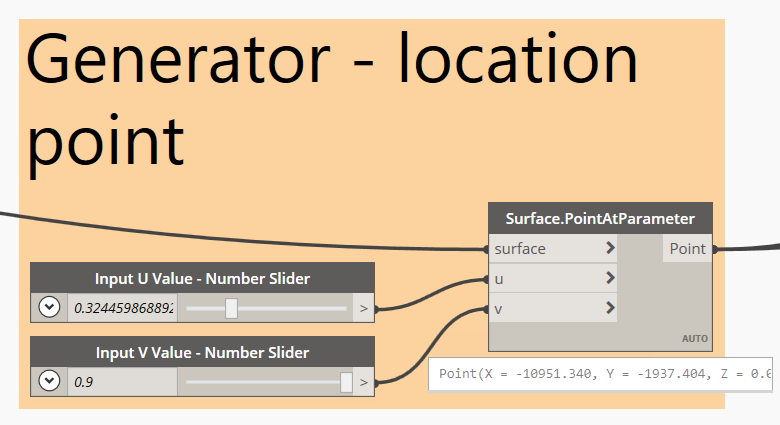 Generator - location
point
Surface.PointAtParameter
surface > Point
u >
v >
AUTO
Input U Value - Number Slider
0.324459868892 >
Input V Value - Number Slider
0.9 >
Point(X = -10951.340, Y = -1937.404, Z = 0.0